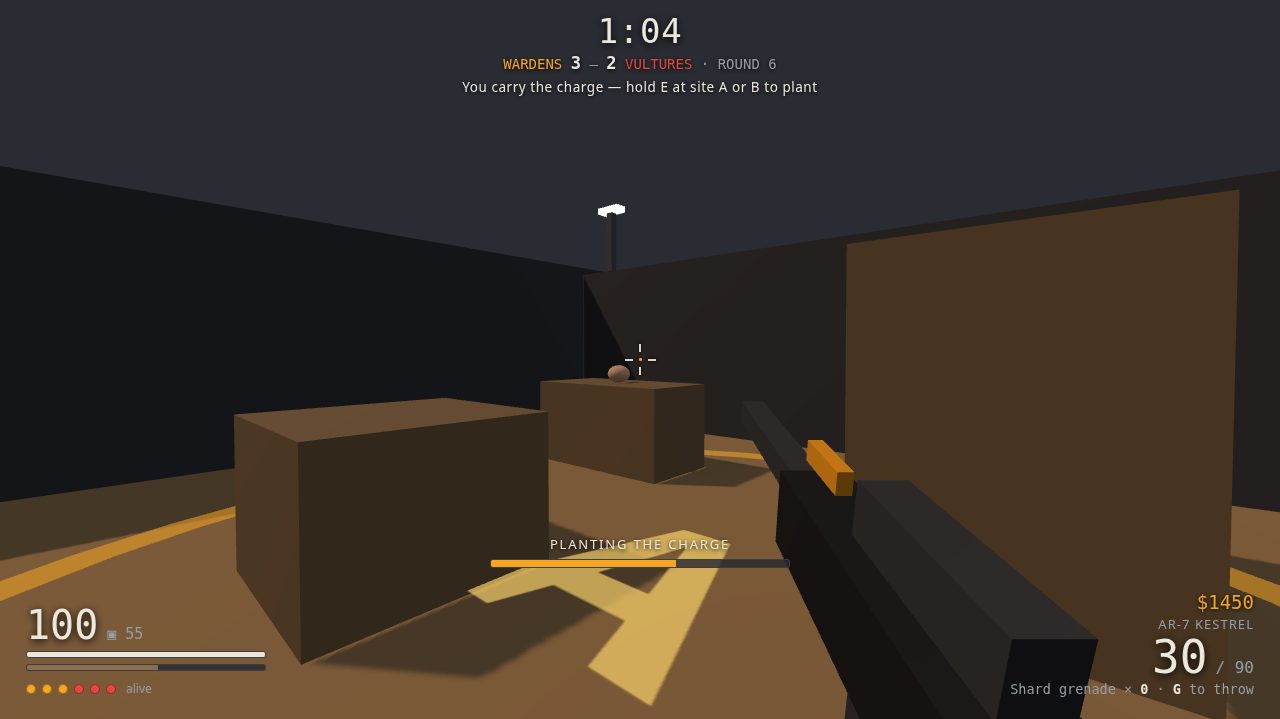 1:04
WARDENS 3 — 2 VULTURES · ROUND 6
You carry the charge — hold E at site A or B to plant
A
PLANTING THE CHARGE
100 ▣ 55
alive
$1450
AR-7 KESTREL
30 / 90
Shard grenade × 0 · G to throw